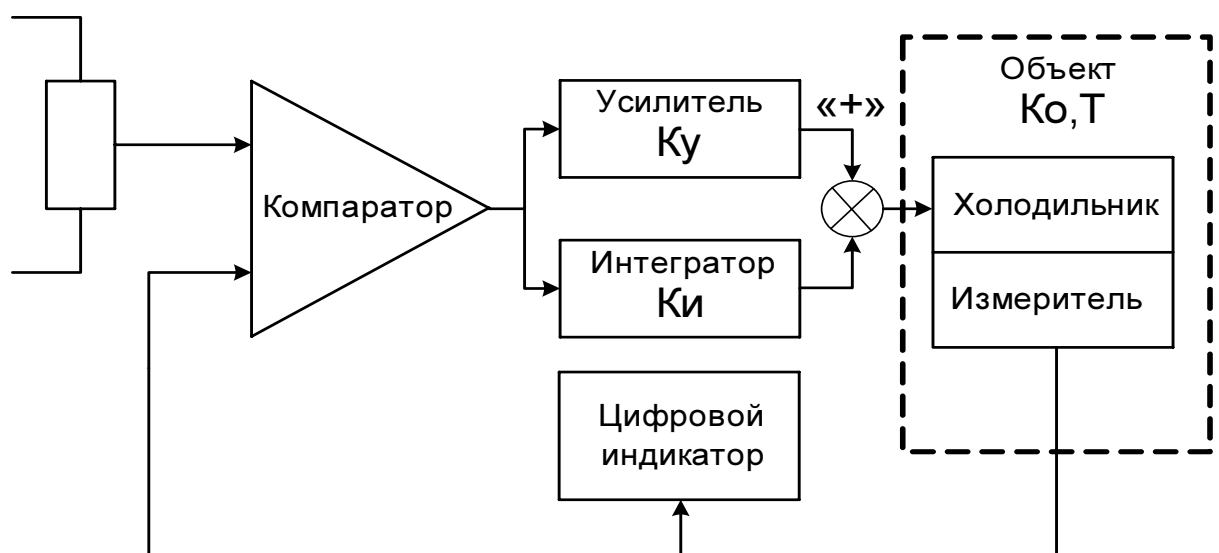 Компаратор
Усилитель
Ку
Интегратор
Ки
«+»
Объект
Ко,Т
Холодильник
Измеритель
Цифровой
индикатор